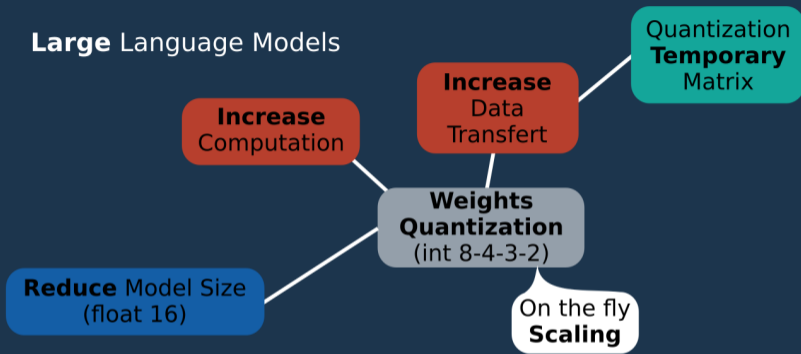 Large Language Models
Quantization
Temporary
Matrix
Increase
Data
Transfert
Increase
Computation
Weights
Quantization
(int 8-4-3-2)
Reduce Model Size
(float 16)
On the fly
Scaling